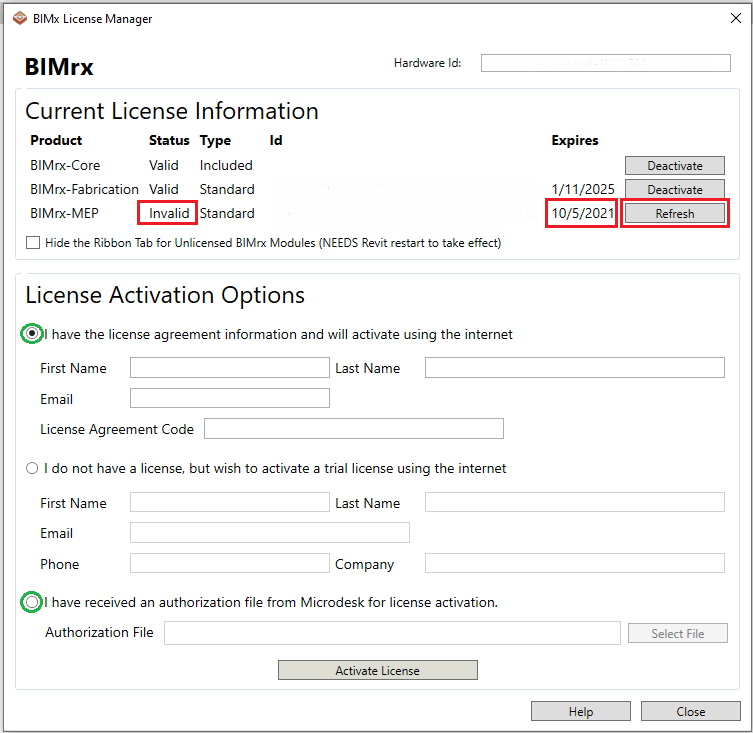 BIMx License Manager
BIMrx
Hardware Id:
Current License Information
Product Status Type Id Expires
BIMrx-Core Valid Included Deactivate
BIMrx-Fabrication Valid Standard 1/11/2025 Deactivate
BIMrx-MEP Invalid Standard 10/5/2021 Refresh
Hide the Ribbon Tab for Unlicensed BIMrx Modules (NEEDS Revit restart to take effect)
License Activation Options
I have the license agreement information and will activate using the internet
First Name Last Name
Email
License Agreement Code
I do not have a license, but wish to activate a trial license using the internet
First Name Last Name
Email
Phone Company
I have received an authorization file from Microdesk for license activation.
Authorization File Select File
Activate License
Help Close